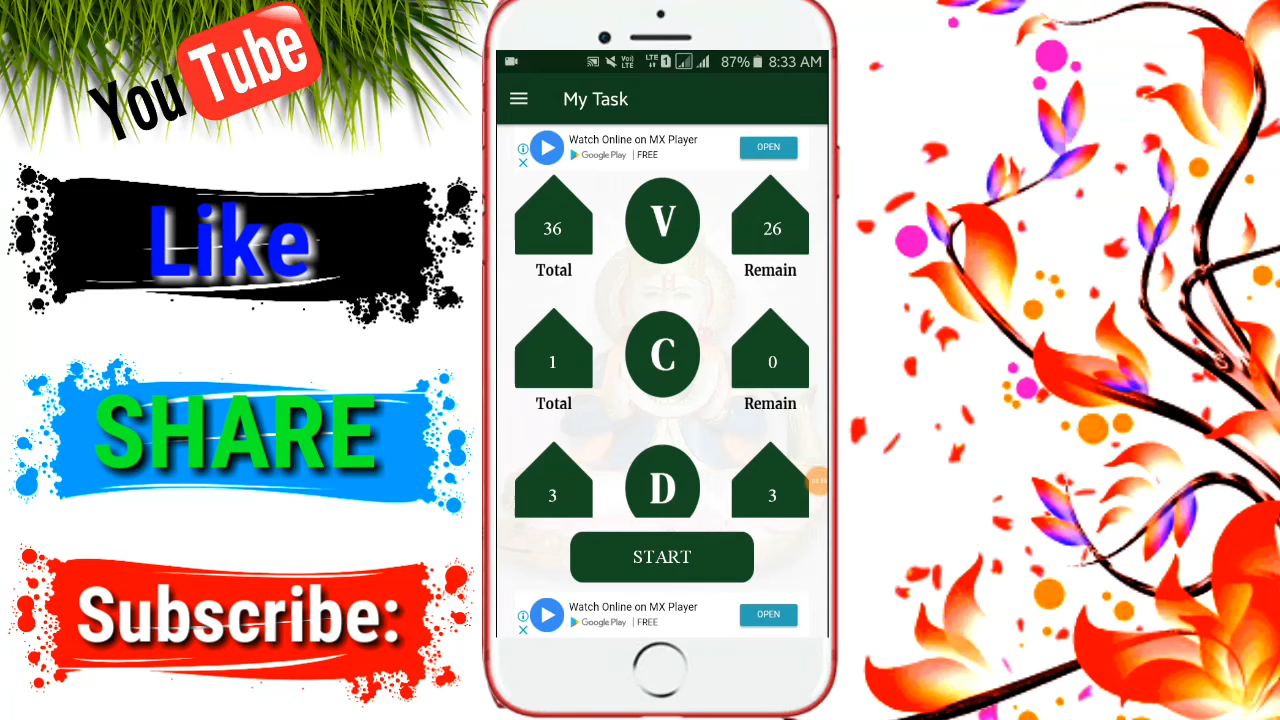 YouTube
Like
SHARE
Subscribe:
87% 8:33 AM
My Task
Watch Online on MX Player
Google Play | FREE
OPEN
36 V 26
Total Remain
1 C 0
Total Remain
3 D 3
START
Watch Online on MX Player
Google Play | FREE
OPEN